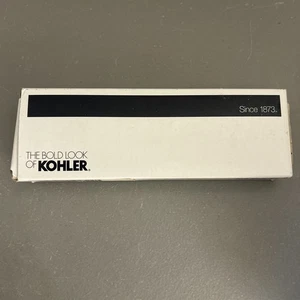 Since 1873.
THE BOLD LOOK
OF KOHLER®